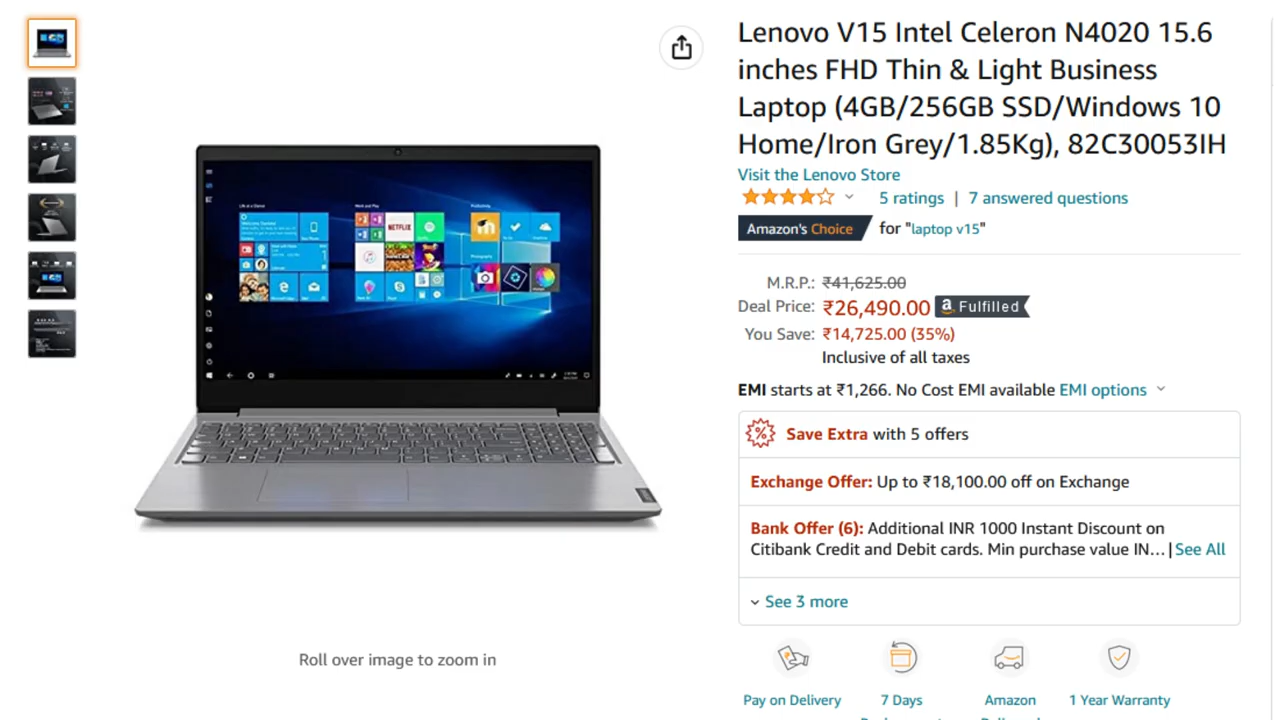 Lenovo V15 Intel Celeron N4020 15.6
inches FHD Thin & Light Business
Laptop (4GB/256GB SSD/Windows 10
Home/Iron Grey/1.85Kg), 82C30053IH
Visit the Lenovo Store
5 ratings | 7 answered questions
Amazon's Choice for "laptop v15"
M.R.P.: ₹41,625.00
Deal Price: ₹26,490.00 a Fulfilled
You Save: ₹14,725.00 (35%)
Inclusive of all taxes
EMI starts at ₹1,266. No Cost EMI available EMI options
Save Extra with 5 offers
Exchange Offer: Up to ₹18,100.00 off on Exchange
Bank Offer (6): Additional INR 1000 Instant Discount on
Citibank Credit and Debit cards. Min purchase value IN... | See All
See 3 more
Pay on Delivery
7 Days
Amazon
1 Year Warranty
Roll over image to zoom in
NETFLIX